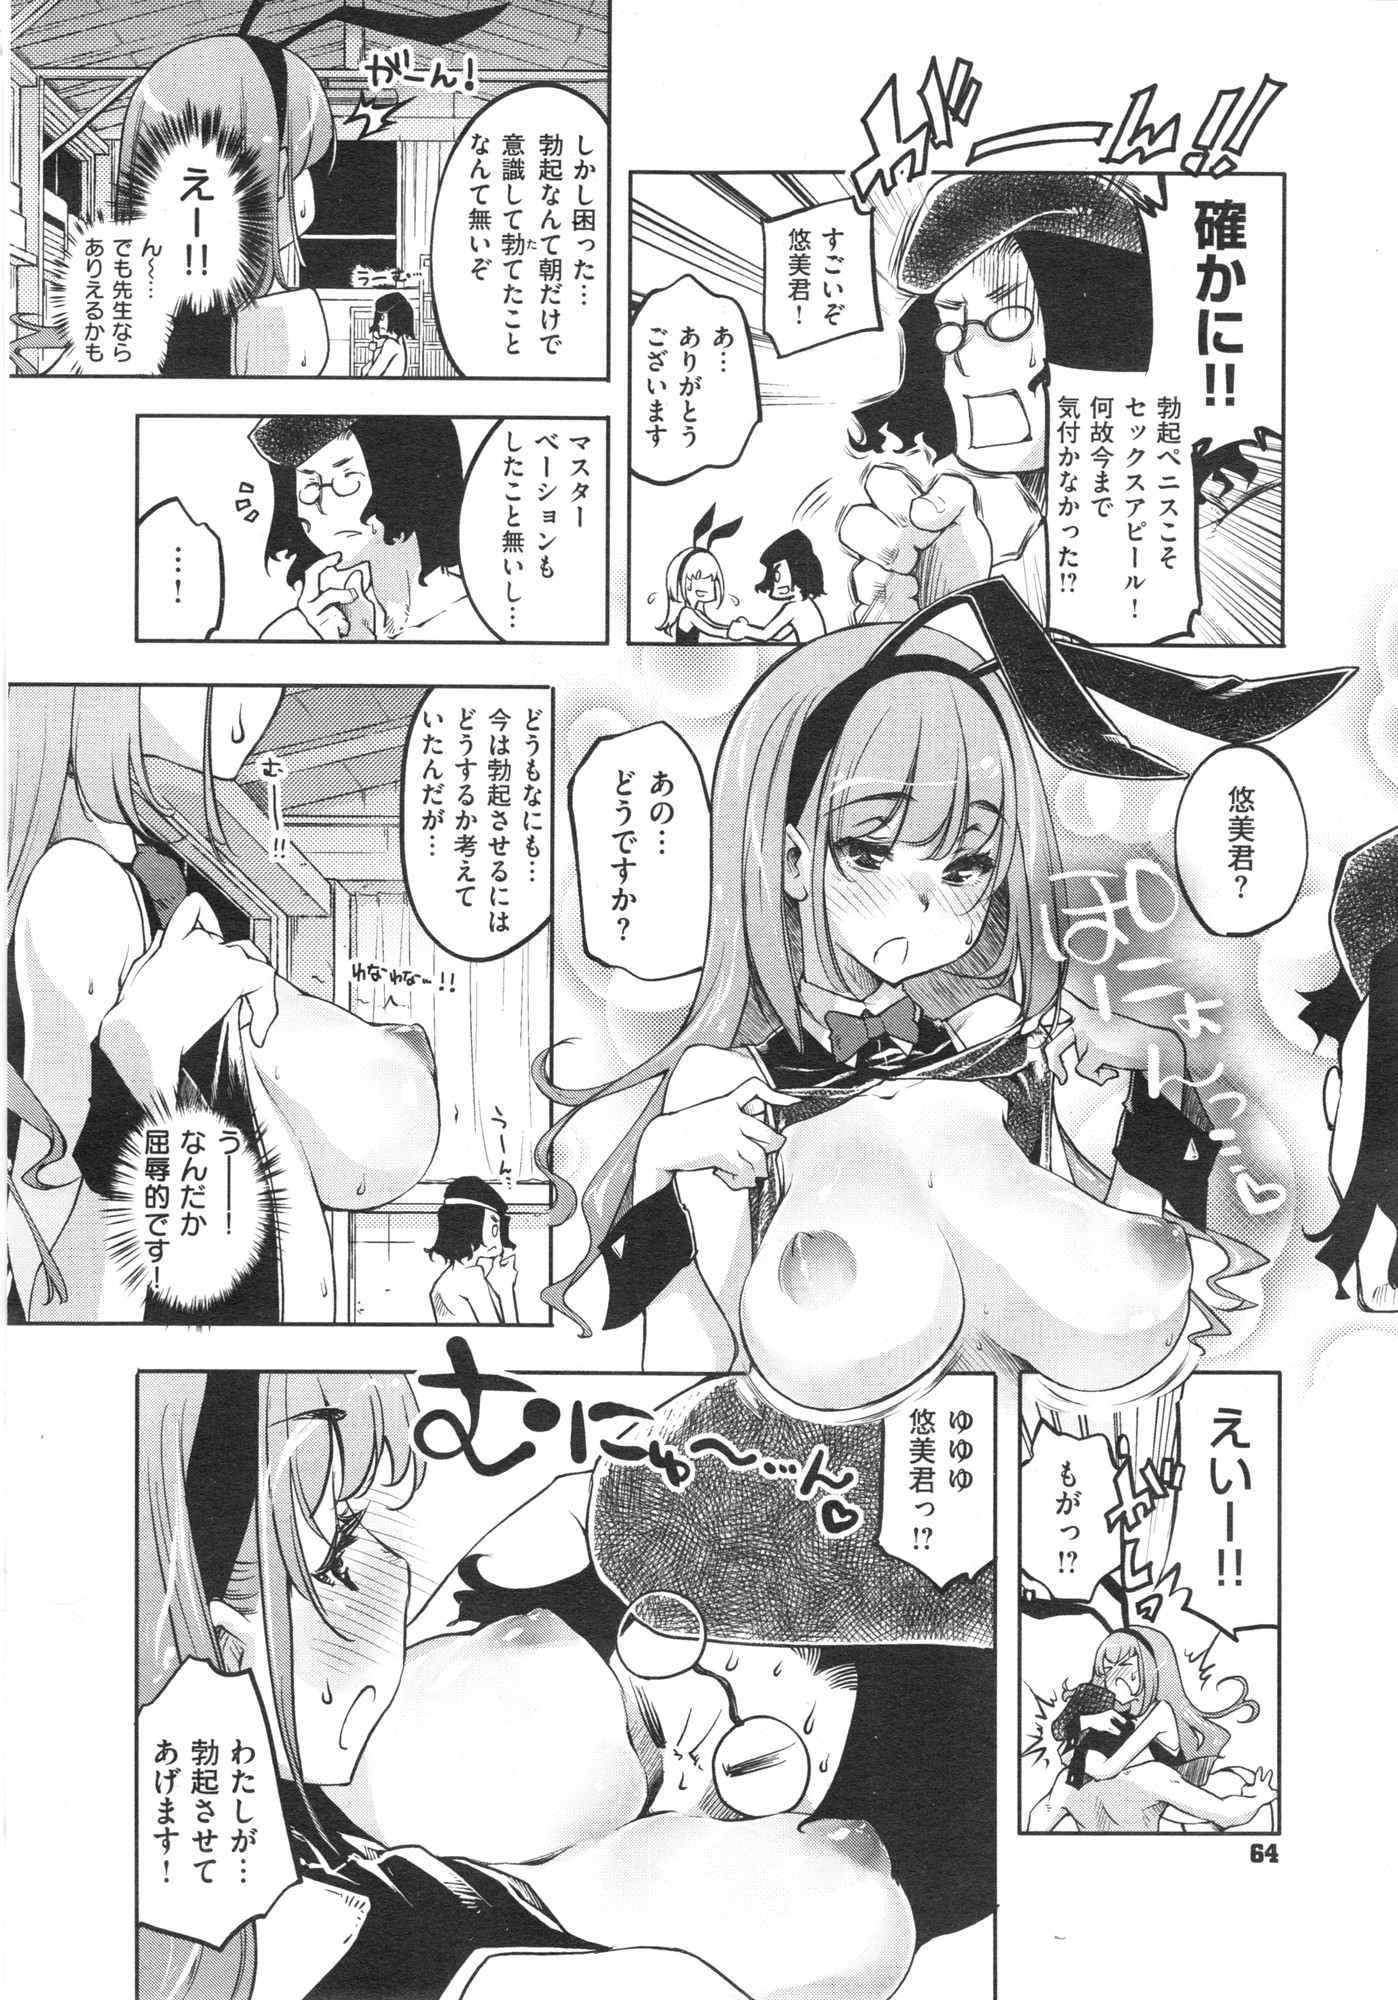 ガーーん!!
確かに!!
勃起ペニスこそ
セックスアピール!
何故今まで
気付かなかった!?
すごいぞ
悠美君!
あ…
ありがとう
ございます
がーん!
しかし困った…
勃起なんて朝だけで
意識して勃てたこと
なんて無いぞ
た
うーむ…
えー!!
ん〜…
でも先生なら
ありえるかも
マスター
ベーションも
したこと無いし…
…!
悠美君?
ぽにょーんっ♡
あの…
どうですか?
どうもなにも…
今は勃起させるには
どうするか考えて
いたんだが…
むーーっ!!
わなわな…!!
うーん…
うーー!
なんだか
屈辱的です!
えいー!!
もがっ!?
ゆゆゆ
悠美君っ!?
むにゅ〜…ん♡
わたしが…
勃起させて
あげます!
64